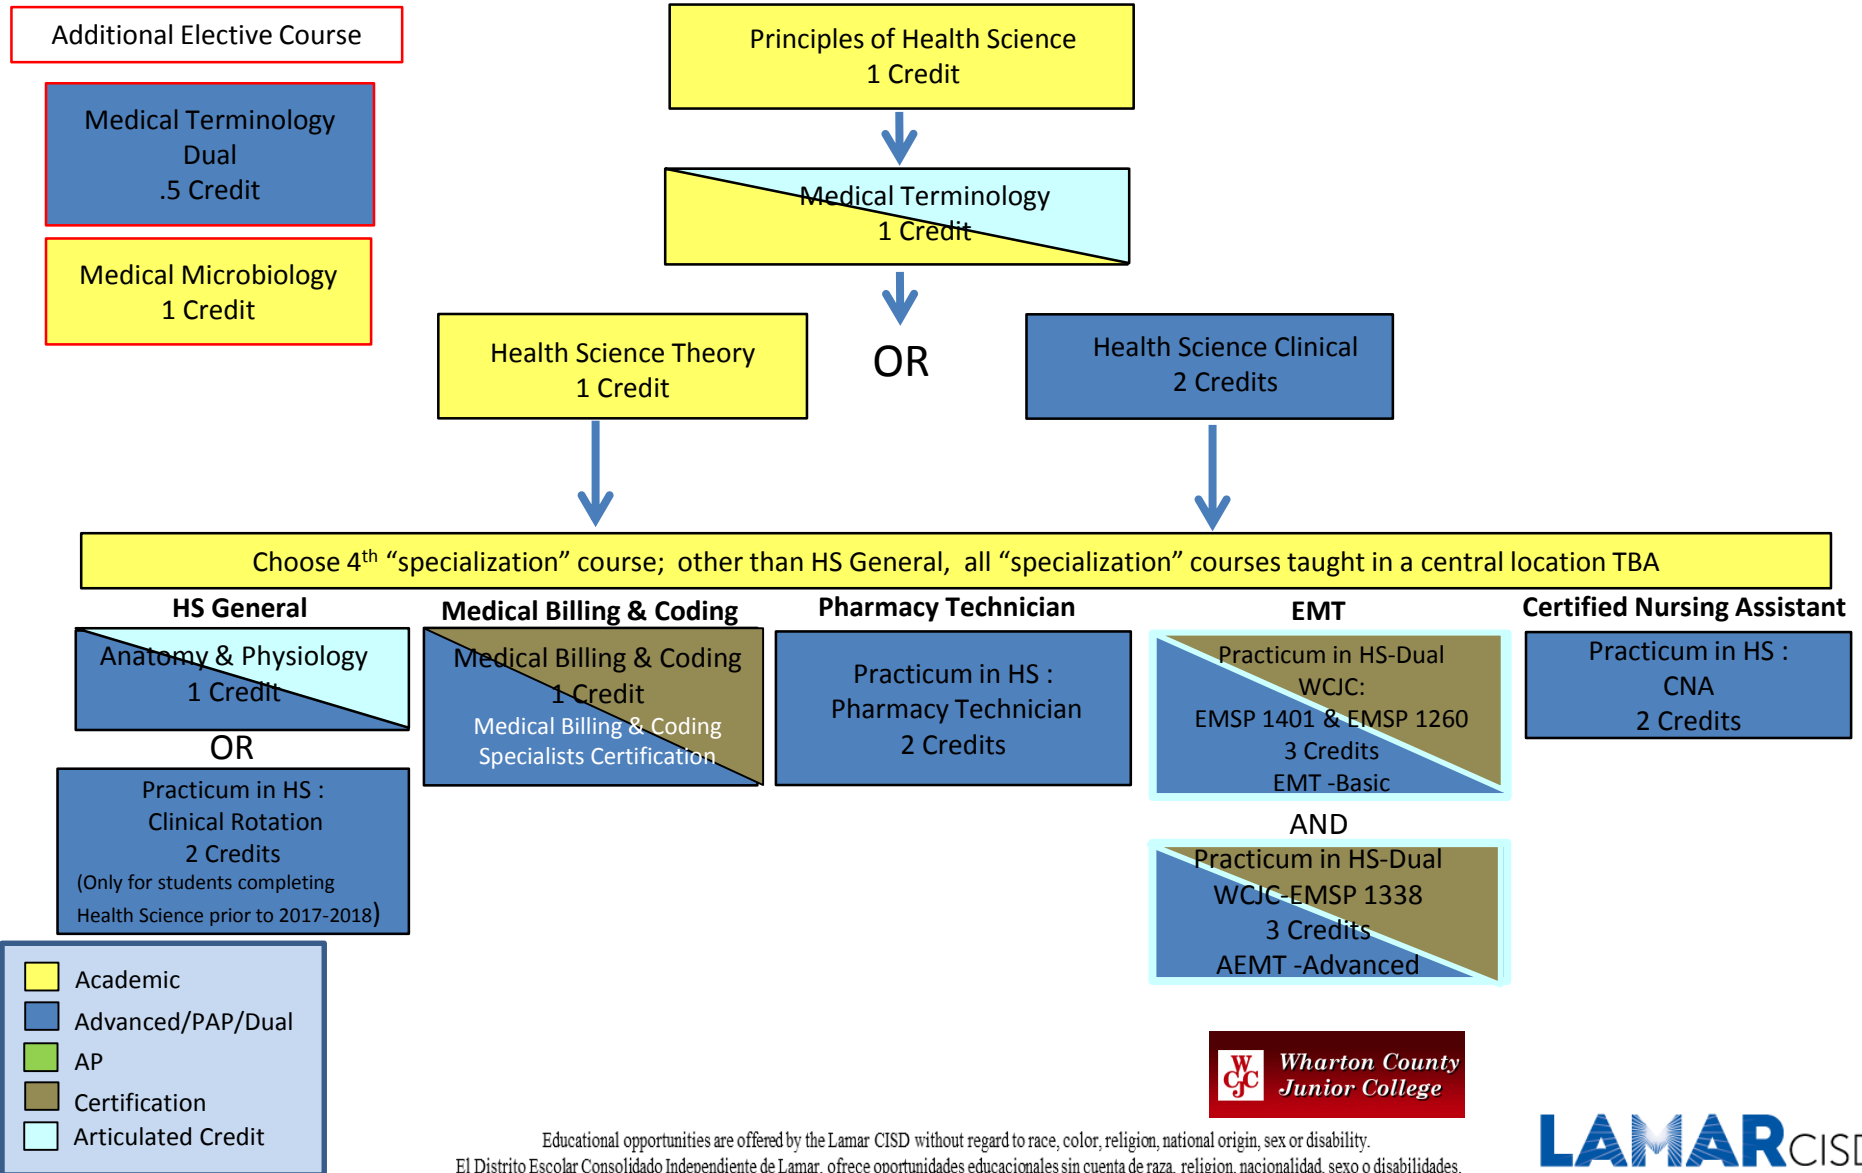 Additional Elective Course
Medical Terminology
Dual
.5 Credit
Medical Microbiology
1 Credit
Principles of Health Science
1 Credit
Medical Terminology
1 Credit
Health Science Theory
1 Credit
OR
Health Science Clinical
2 Credits
Choose 4th “specialization” course;  other than HS General,  all “specialization” courses taught in a central location TBA
HS General
Anatomy & Physiology
1 Credit
OR
Practicum in HS :
Clinical Rotation
2 Credits
(Only for students completing
Health Science prior to 2017-2018)
Medical Billing & Coding
Medical Billing & Coding
1 Credit
Medical Billing & Coding
Specialists Certification
Pharmacy Technician
Practicum in HS :
Pharmacy Technician
2 Credits
EMT
Practicum in HS-Dual
WCJC:
EMSP 1401 & EMSP 1260
3 Credits
EMT -Basic
AND
Practicum in HS-Dual
WCJC-EMSP 1338
3 Credits
AEMT -Advanced
Certified Nursing Assistant
Practicum in HS :
CNA
2 Credits
Academic
Advanced/PAP/Dual
AP
Certification
Articulated Credit
WCJC
Wharton County
Junior College
Educational opportunities are offered by the Lamar CISD without regard to race, color, religion, national origin, sex or disability.
El Distrito Escolar Consolidado Independiente de Lamar, ofrece oportunidades educacionales sin cuenta de raza, religion, nacionalidad, sexo o disabilidades.
LAMAR CISD